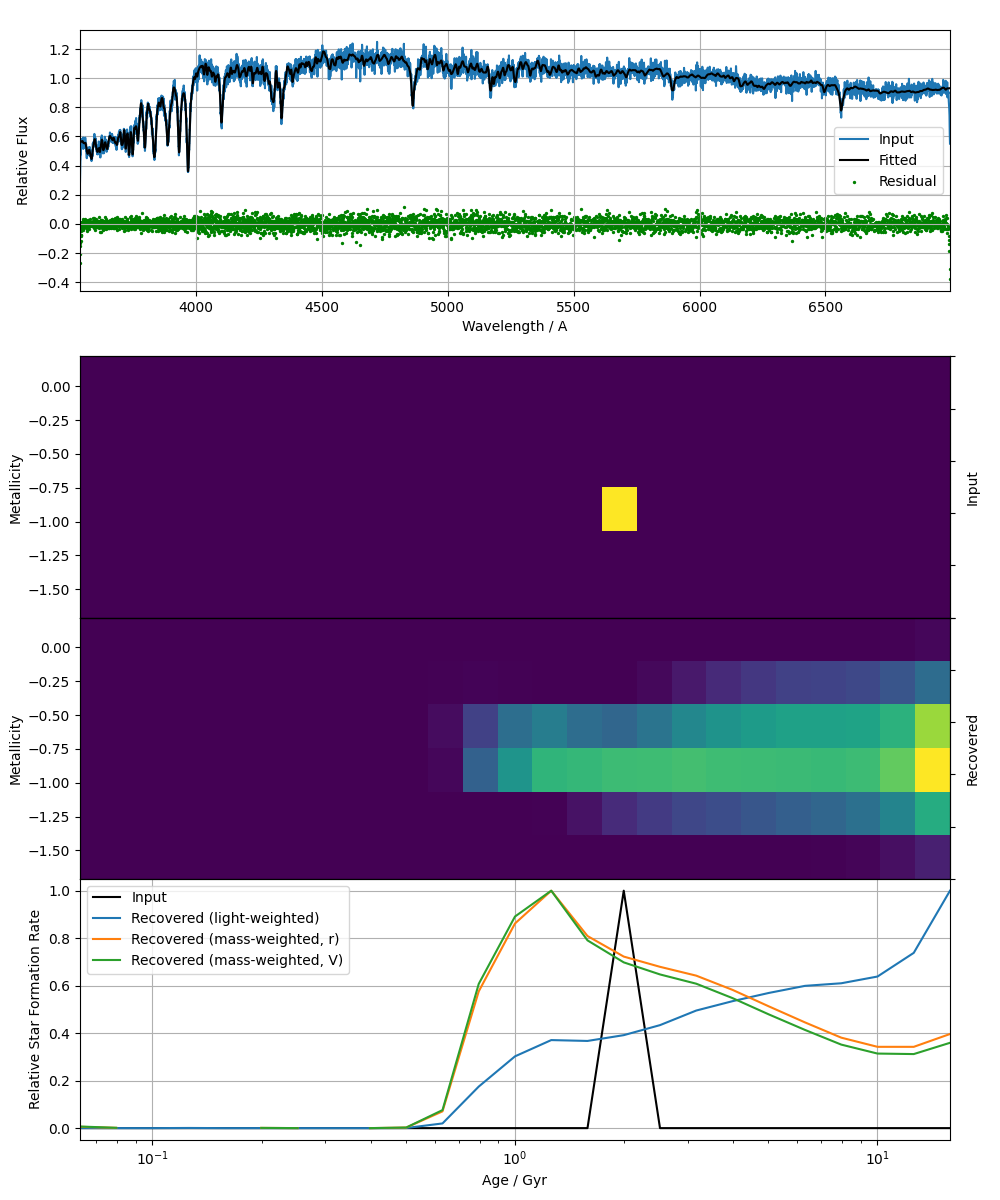 1.2
1.0
0.8
0.6
0.4
0.2
0.0
−0.2
−0.4
Relative Flux
Input
Fitted
Residual
4000
4500
5000
5500
6000
6500
Wavelength / A
0.00
−0.25
−0.50
−0.75
−1.00
−1.25
−1.50
Metallicity
Input
0.00
−0.25
−0.50
−0.75
−1.00
−1.25
−1.50
Metallicity
Recovered
1.0
0.8
0.6
0.4
0.2
0.0
Relative Star Formation Rate
Input
Recovered (light-weighted)
Recovered (mass-weighted, r)
Recovered (mass-weighted, V)
10⁻¹
10⁰
10¹
Age / Gyr